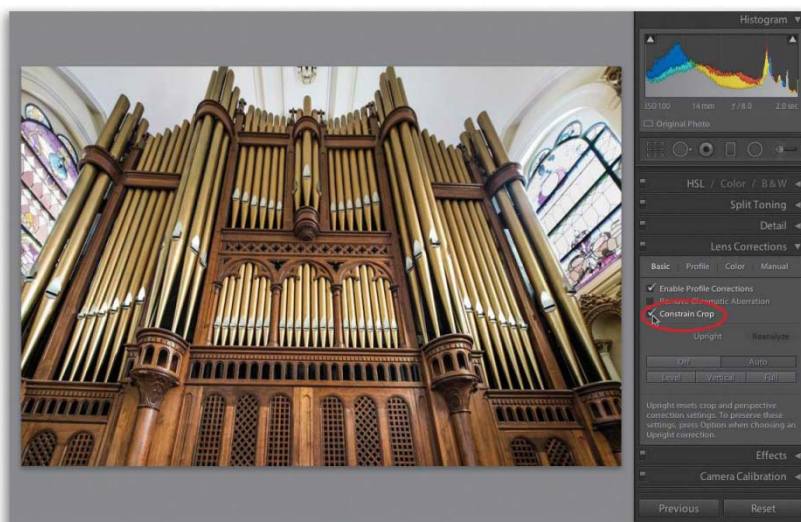 Histogram
ISO 100 14 mm ƒ / 8.0 2.0 sec
Original Photo
HSL / Color / B & W
Split Toning
Detail
Lens Corrections
Basic Profile Color Manual
Enable Profile Corrections
Remove Chromatic Aberration
Constrain Crop
Upright Reanalyze
Off Auto
Level Vertical Full
Upright resets crop and perspective
correction settings. To preserve these
settings, press Option when choosing an
Upright correction.
Effects
Camera Calibration
Previous Reset